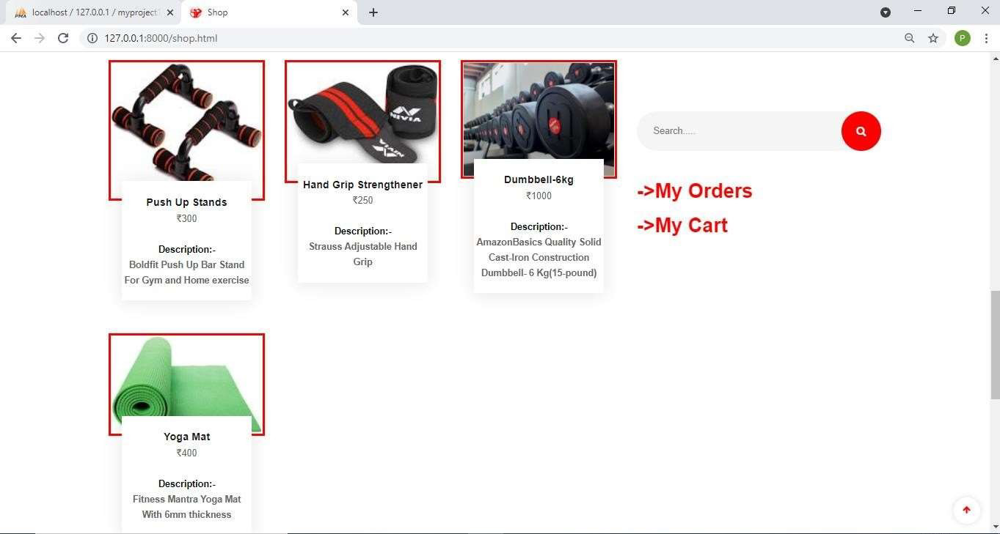 localhost / 127.0.0.1 / myproject
Shop
127.0.0.1:8000/shop.html
P
NIVIA
NIVIA
Push Up Stands
₹300
Description:-
Boldfit Push Up Bar Stand
For Gym and Home exercise
Hand Grip Strengthener
₹250
Description:-
Strauss Adjustable Hand
Grip
Dumbbell-6kg
₹1000
Description:-
AmazonBasics Quality Solid
Cast-Iron Construction
Dumbbell- 6 Kg(15-pound)
Search.....
->My Orders
->My Cart
Yoga Mat
₹400
Description:-
Fitness Mantra Yoga Mat
With 6mm thickness